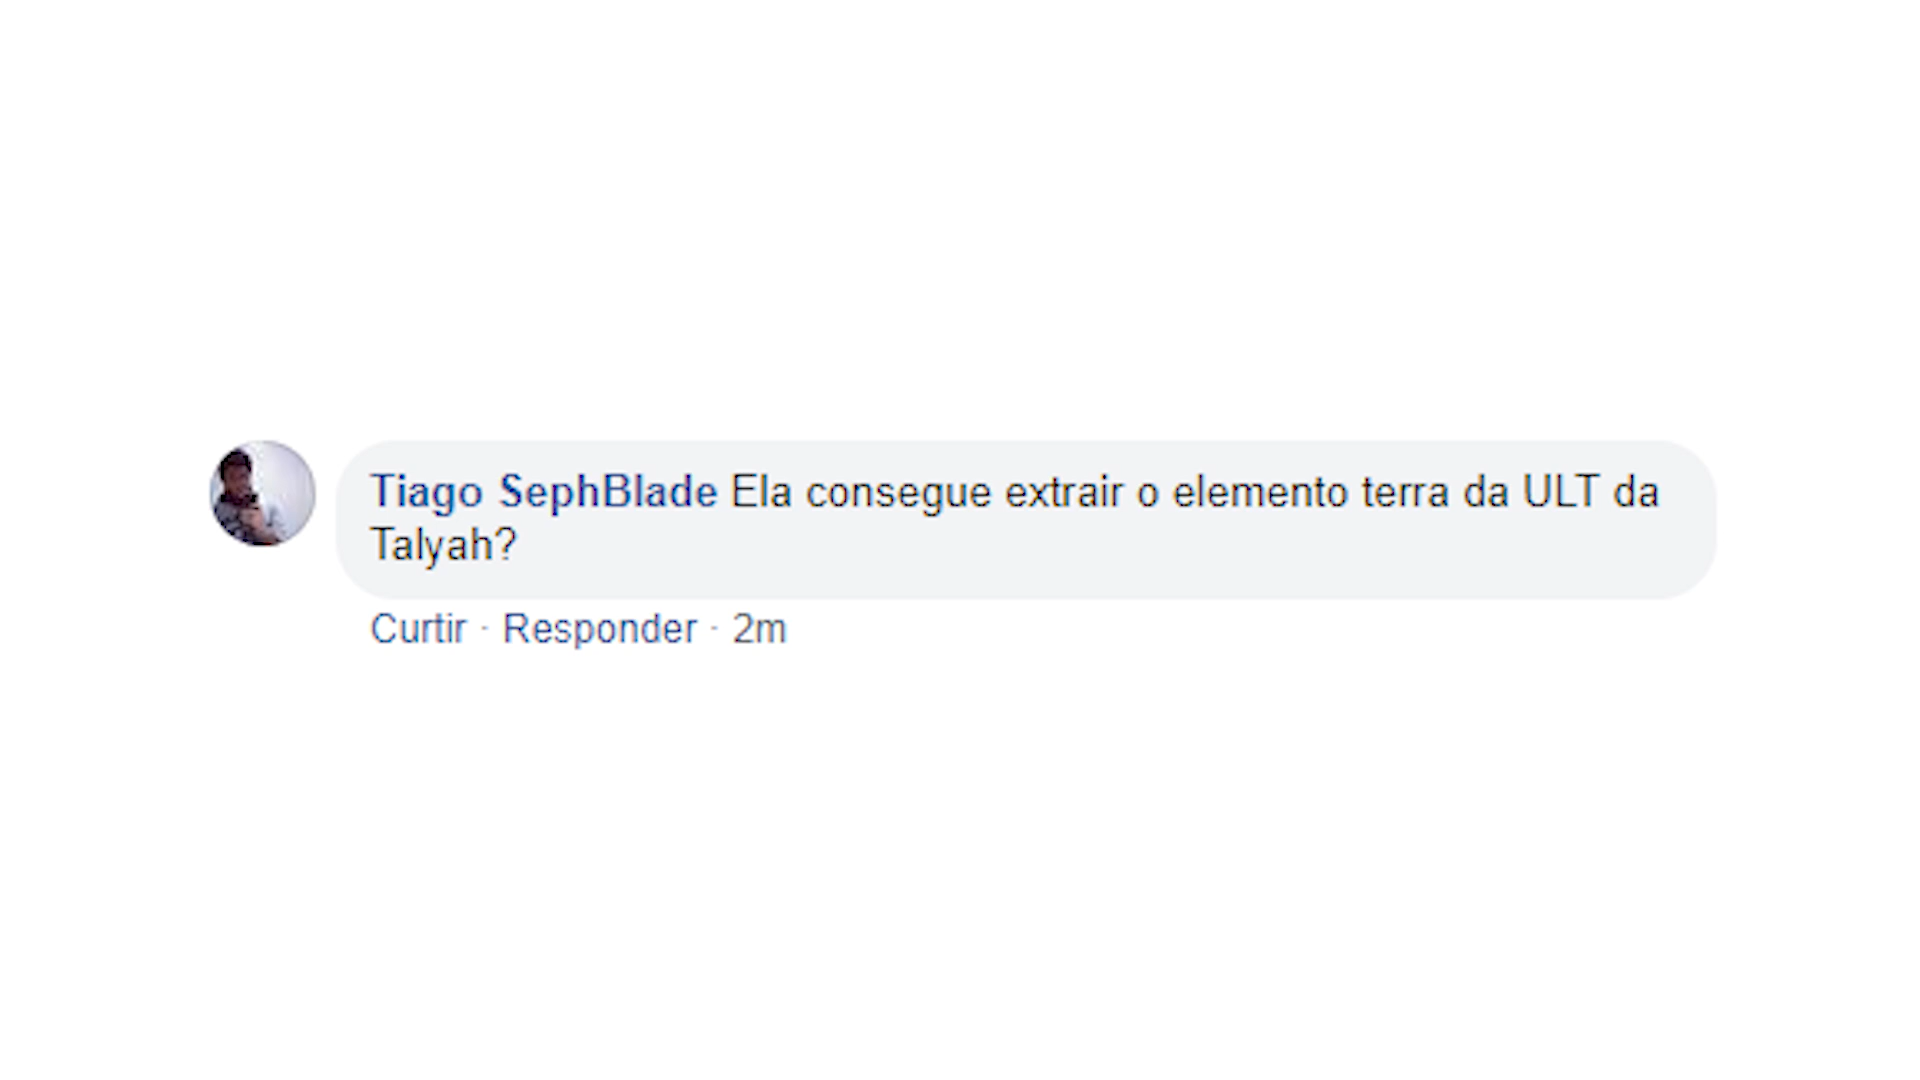 Tiago SephBlade Ela consegue extrair o elemento terra da ULT da
Talyah?
Curtir · Responder · 2m